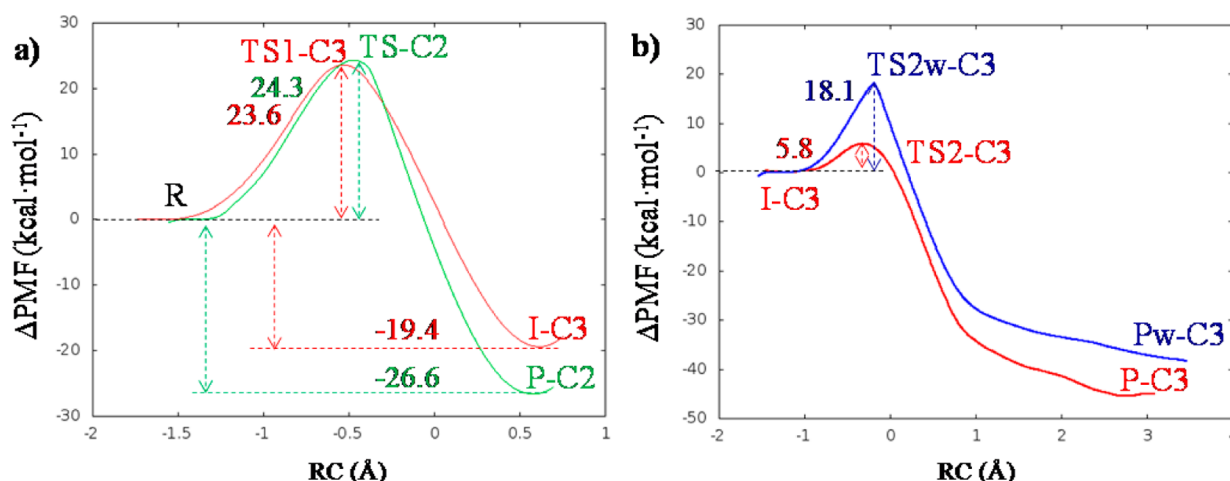 a)
30
20
10
0
-10
-20
-30
ΔPMF (kcal·mol⁻¹)
TS1-C3 TS-C2
24.3
23.6
R
-19.4
I-C3
-26.6
P-C2
-2 -1.5 -1 -0.5 0 0.5 1
RC (Å)
b)
30
20
10
0
-10
-20
-30
-40
-50
ΔPMF (kcal·mol⁻¹)
TS2w-C3
18.1
5.8
TS2-C3
I-C3
Pw-C3
P-C3
-2 -1 0 1 2 3 4
RC (Å)